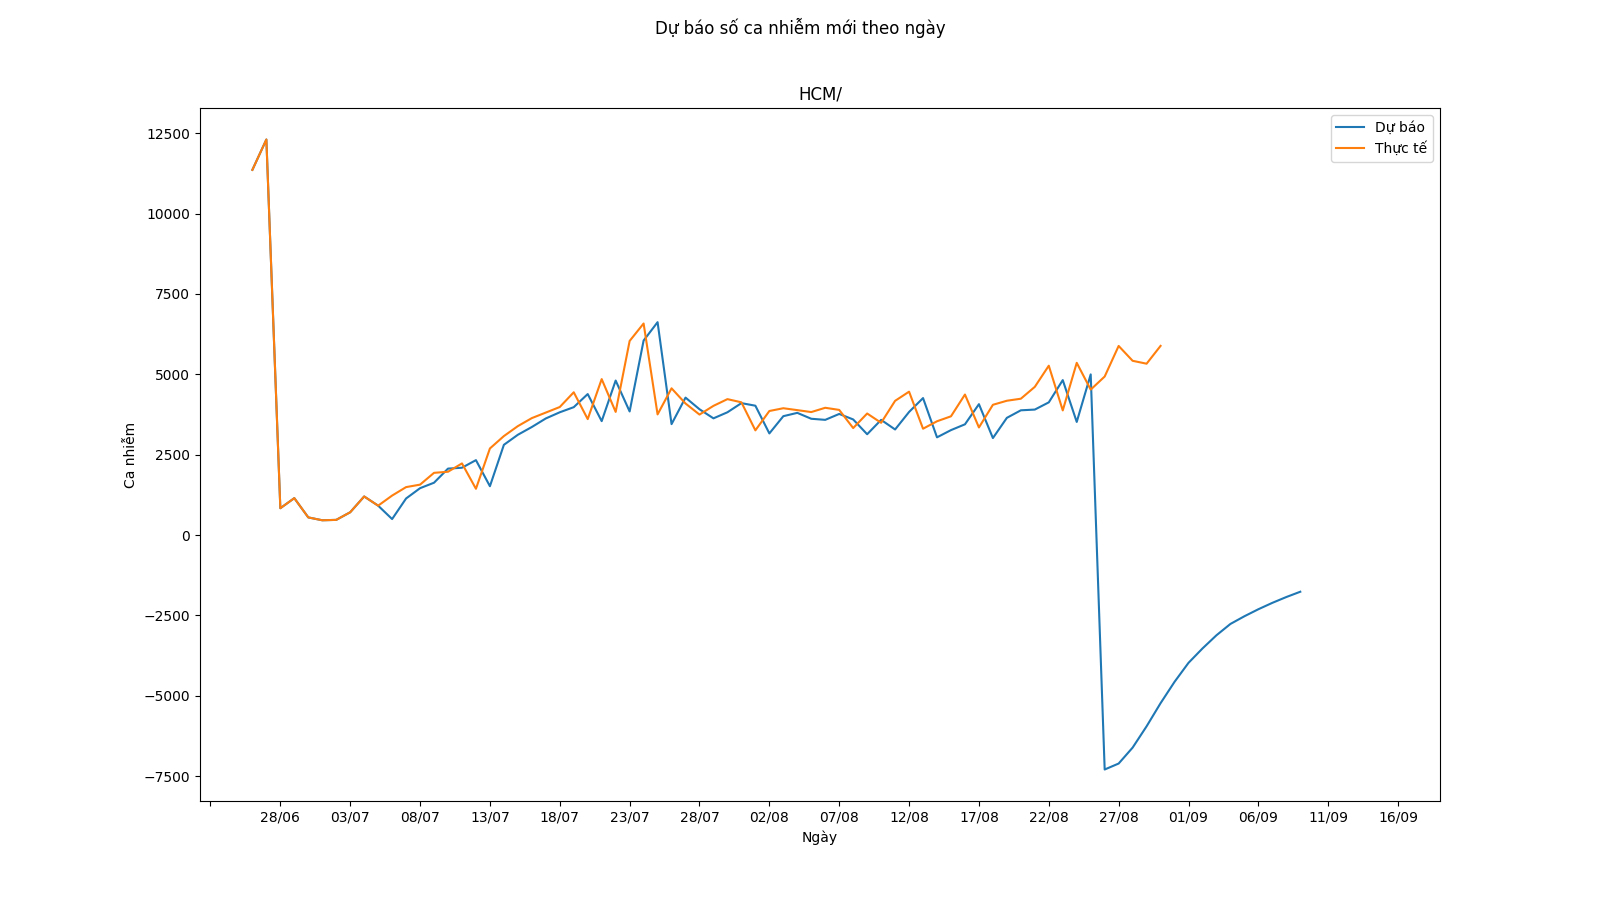 Dự báo số ca nhiễm mới theo ngày
HCM/
Dự báo
Thực tế
12500
10000
7500
5000
2500
0
−2500
−5000
−7500
Ca nhiễm
28/06 03/07 08/07 13/07 18/07 23/07 28/07 02/08 07/08 12/08 17/08 22/08 27/08 01/09 06/09 11/09 16/09
Ngày